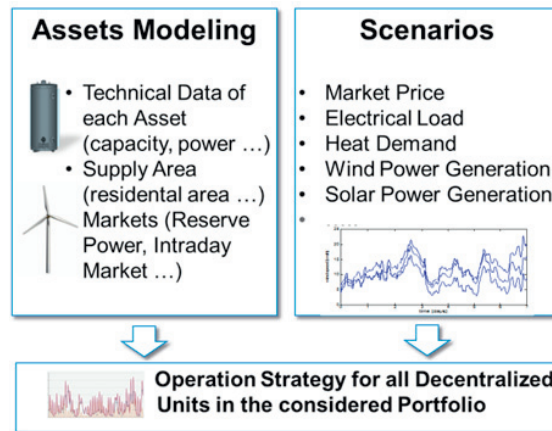 Assets Modeling
• Technical Data of
each Asset
(capacity, power ...)
• Supply Area
(residental area ...)
Markets (Reserve
Power, Intraday
Market ...)
Scenarios
• Market Price
• Electrical Load
• Heat Demand
• Wind Power Generation
• Solar Power Generation
•
Operation Strategy for all Decentralized
Units in the considered Portfolio